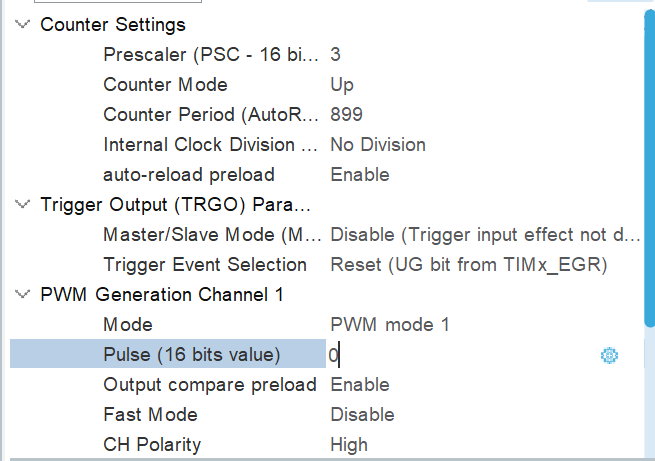 Counter Settings
Prescaler (PSC - 16 bi... 3
Counter Mode Up
Counter Period (AutoR... 899
Internal Clock Division ... No Division
auto-reload preload Enable
Trigger Output (TRGO) Para...
Master/Slave Mode (M... Disable (Trigger input effect not d...
Trigger Event Selection Reset (UG bit from TIMx_EGR)
PWM Generation Channel 1
Mode PWM mode 1
Pulse (16 bits value) 0
Output compare preload Enable
Fast Mode Disable
CH Polarity High